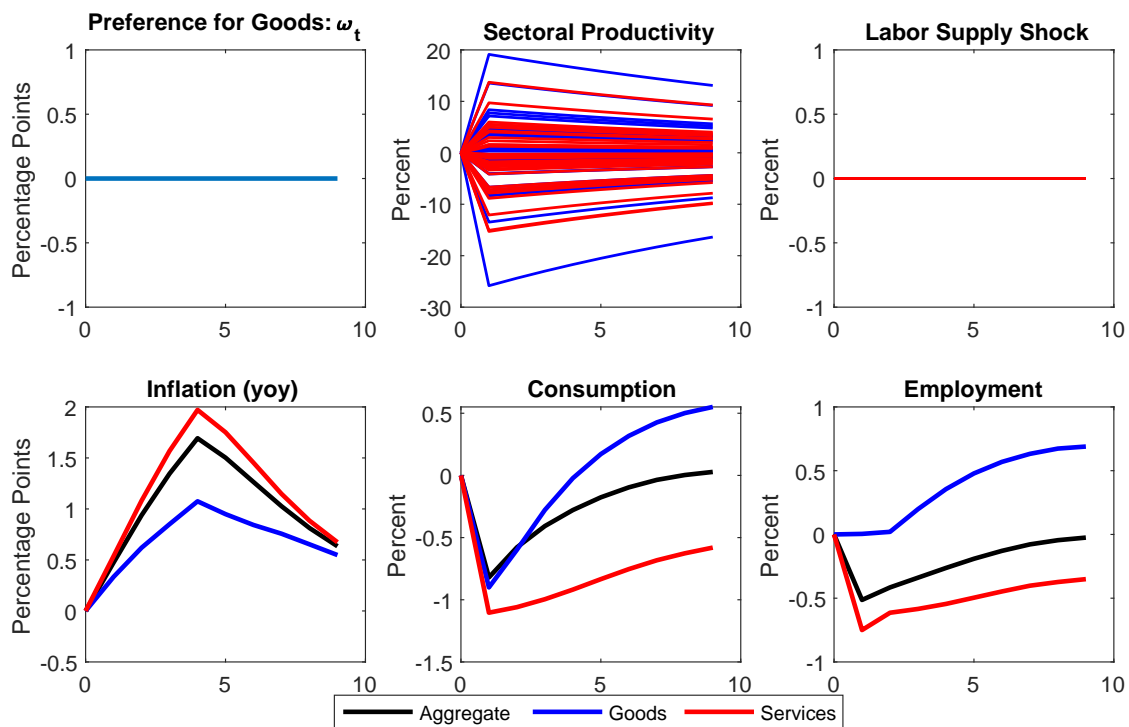 Preference for Goods: ωt
Sectoral Productivity
Labor Supply Shock
Percentage Points
1
0.5
0
-0.5
-1
0 5 10
Percent
20
10
0
-10
-20
-30
0 5 10
1
0.5
0
-0.5
-1
0 5 10
Inflation (yoy)
Consumption
Employment
Percentage Points
2
1.5
1
0.5
0
-0.5
0 5 10
Percent
0.5
0
-0.5
-1
-1.5
0 5 10
Percent
1
0.5
0
-0.5
-1
0 5 10
Aggregate Goods Services